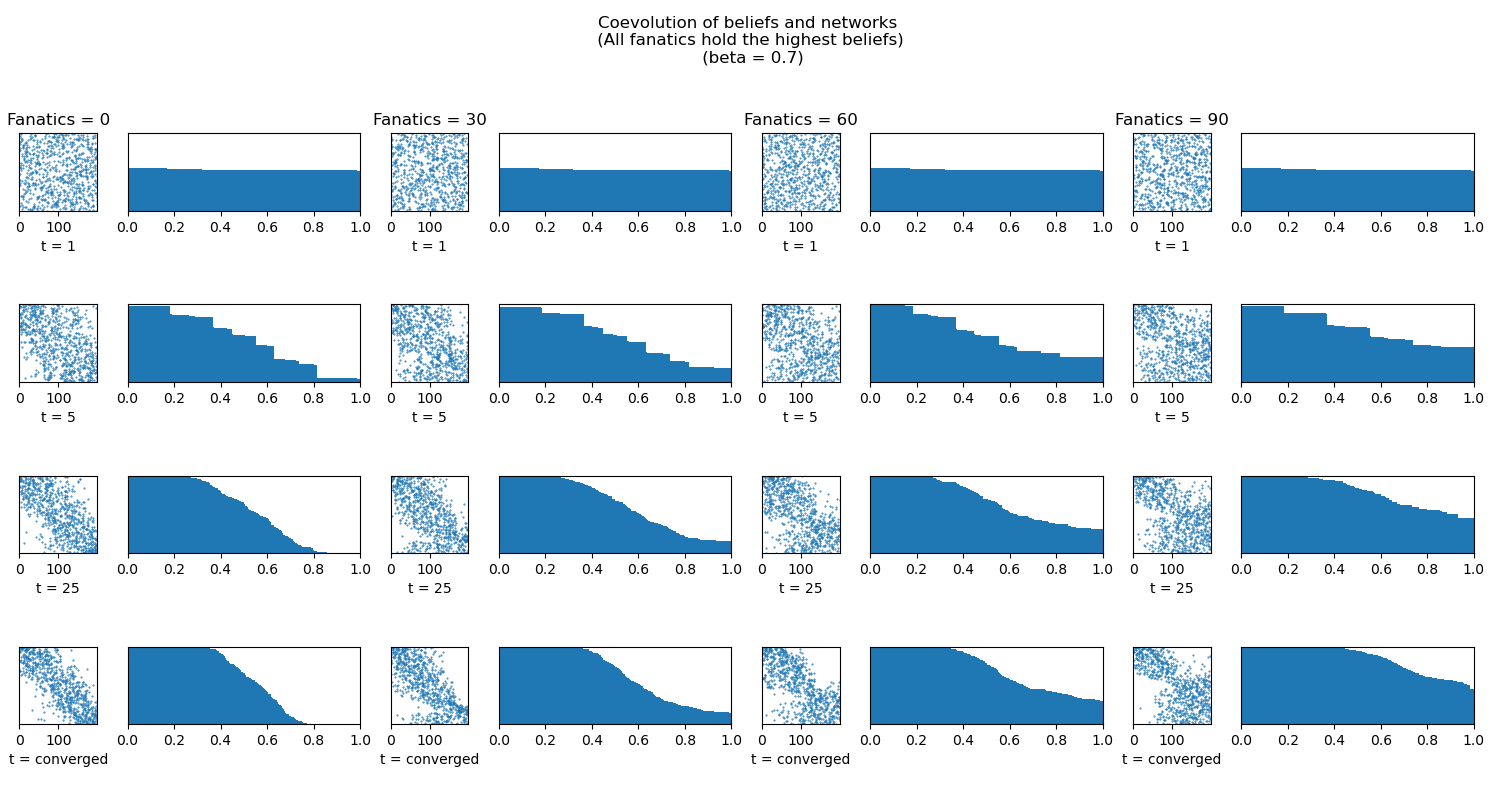 Coevolution of beliefs and networks
(All fanatics hold the highest beliefs)
(beta = 0.7)
Fanatics = 0 Fanatics = 30 Fanatics = 60 Fanatics = 90
0 100 0.0 0.2 0.4 0.6 0.8 1.0 0 100 0.0 0.2 0.4 0.6 0.8 1.0 0 100 0.0 0.2 0.4 0.6 0.8 1.0 0 100 0.0 0.2 0.4 0.6 0.8 1.0
t = 1 t = 1 t = 1 t = 1
0 100 0.0 0.2 0.4 0.6 0.8 1.0 0 100 0.0 0.2 0.4 0.6 0.8 1.0 0 100 0.0 0.2 0.4 0.6 0.8 1.0 0 100 0.0 0.2 0.4 0.6 0.8 1.0
t = 5 t = 5 t = 5 t = 5
0 100 0.0 0.2 0.4 0.6 0.8 1.0 0 100 0.0 0.2 0.4 0.6 0.8 1.0 0 100 0.0 0.2 0.4 0.6 0.8 1.0 0 100 0.0 0.2 0.4 0.6 0.8 1.0
t = 25 t = 25 t = 25 t = 25
0 100 0.0 0.2 0.4 0.6 0.8 1.0 0 100 0.0 0.2 0.4 0.6 0.8 1.0 0 100 0.0 0.2 0.4 0.6 0.8 1.0 0 100 0.0 0.2 0.4 0.6 0.8 1.0
t = converged t = converged t = converged t = converged